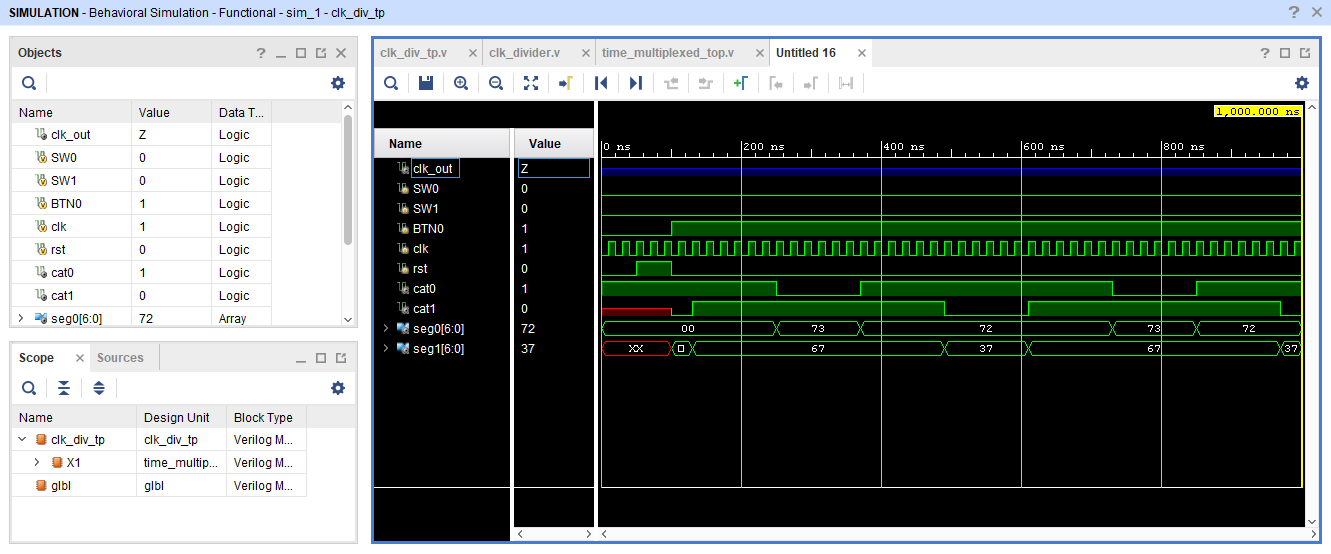 SIMULATION - Behavioral Simulation - Functional - sim_1 - clk_div_tp
Objects
Name Value Data T...
clk_out Z Logic
SW0 0 Logic
SW1 0 Logic
BTN0 1 Logic
clk 1 Logic
rst 0 Logic
cat0 1 Logic
cat1 0 Logic
seg0[6:0] 72 Array
Scope Sources
Name Design Unit Block Type
clk_div_tp clk_div_tp Verilog M...
X1 time_multip... Verilog M...
glbl glbl Verilog M...
clk_div_tp.v clk_divider.v time_multiplexed_top.v Untitled 16
1,000.000 ns
Name Value
0 ns 200 ns 400 ns 600 ns 800 ns
clk_out Z
SW0 0
SW1 0
BTN0 1
clk 1
rst 0
cat0 1
cat1 0
seg0[6:0] 72 00 73 72 73 72
seg1[6:0] 37 XX 67 37 67 37